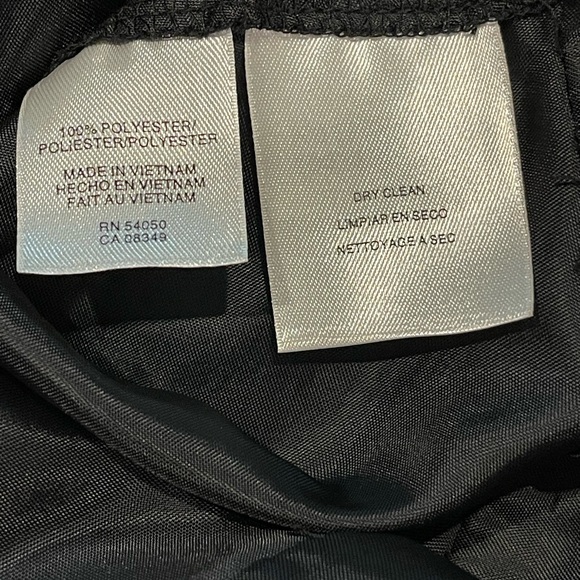 100% POLYESTER/
POLIESTER/POLYESTER
MADE IN VIETNAM
HECHO EN VIETNAM
FAIT AU VIETNAM
RN 54050
CA 08349
DRY CLEAN
LIMPIAR EN SECO
NETTOYAGE A SEC